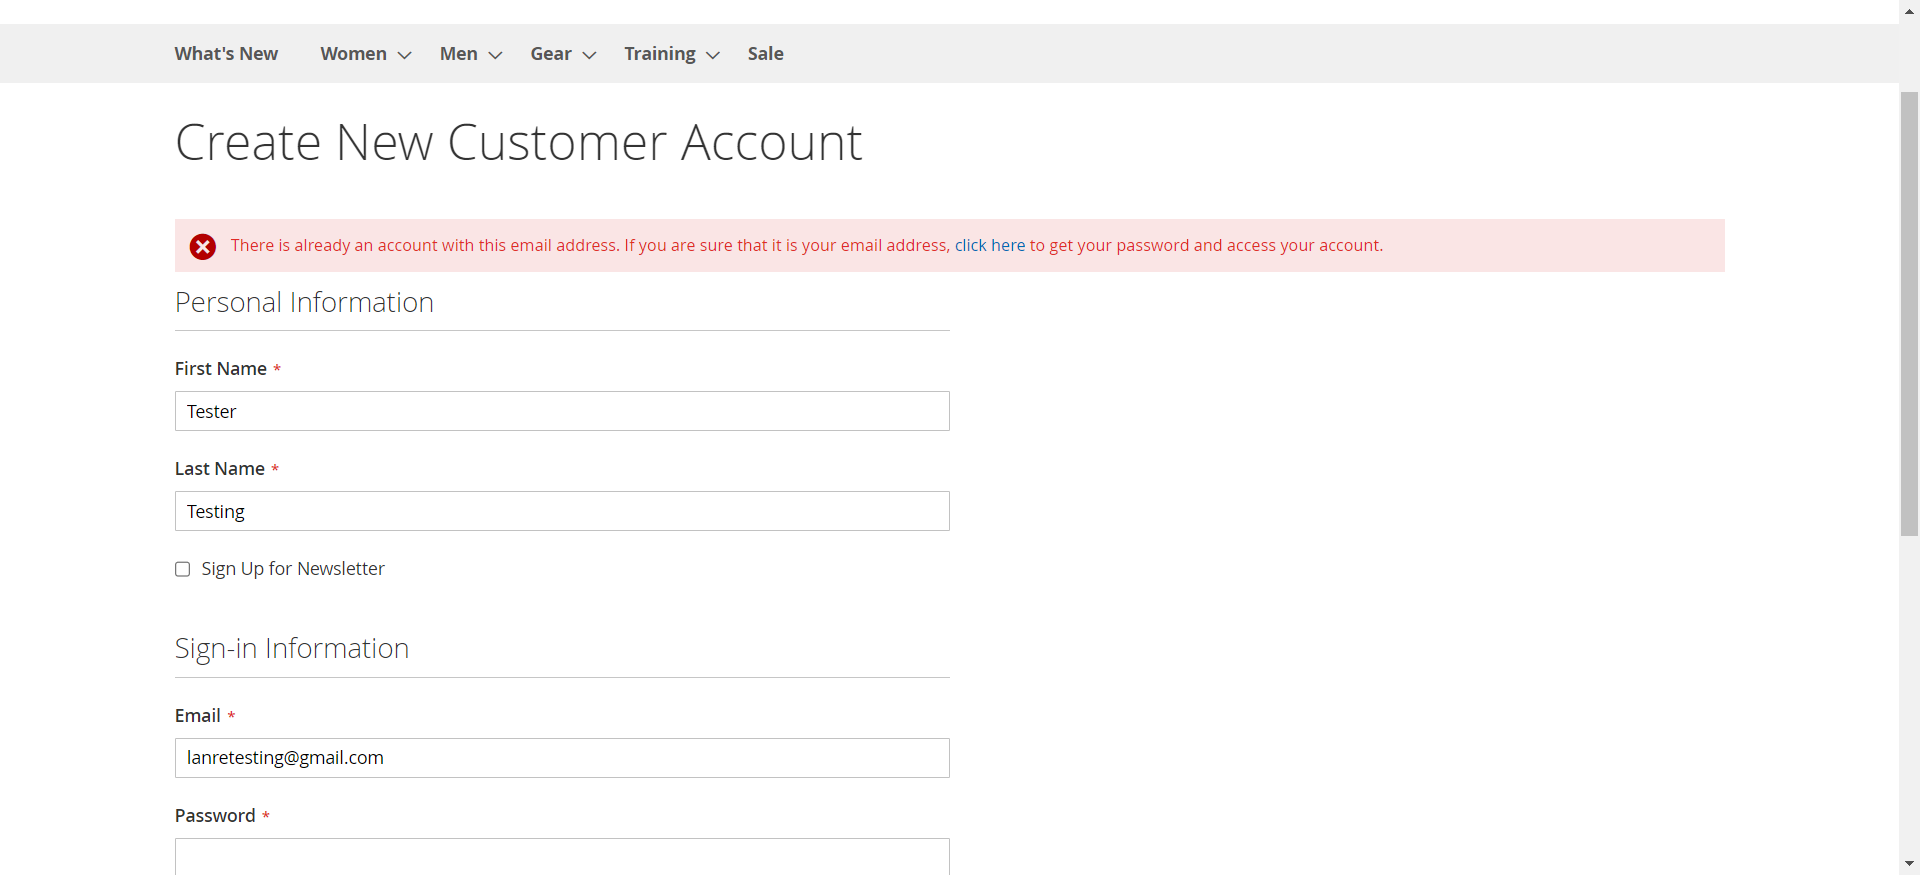 What's New Women Men Gear Training Sale
Create New Customer Account
There is already an account with this email address. If you are sure that it is your email address, click here to get your password and access your account.
Personal Information
First Name *
Tester
Last Name *
Testing
Sign Up for Newsletter
Sign-in Information
Email *
lanretesting@gmail.com
Password *